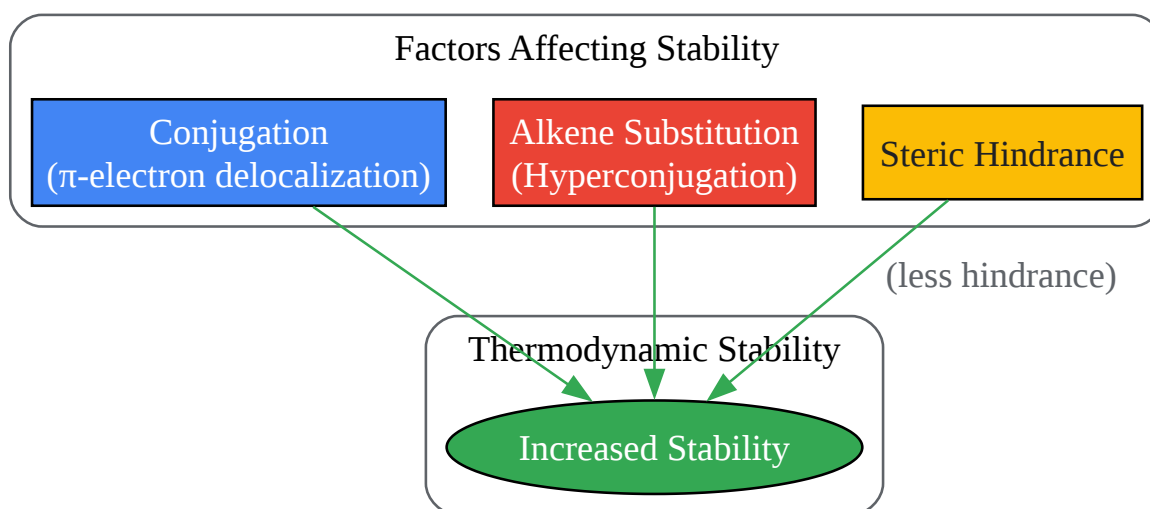 Factors Affecting Stability
Conjugation
(π-electron delocalization)
Alkene Substitution
(Hyperconjugation)
Steric Hindrance
(less hindrance)
Thermodynamic Stability
Increased Stability